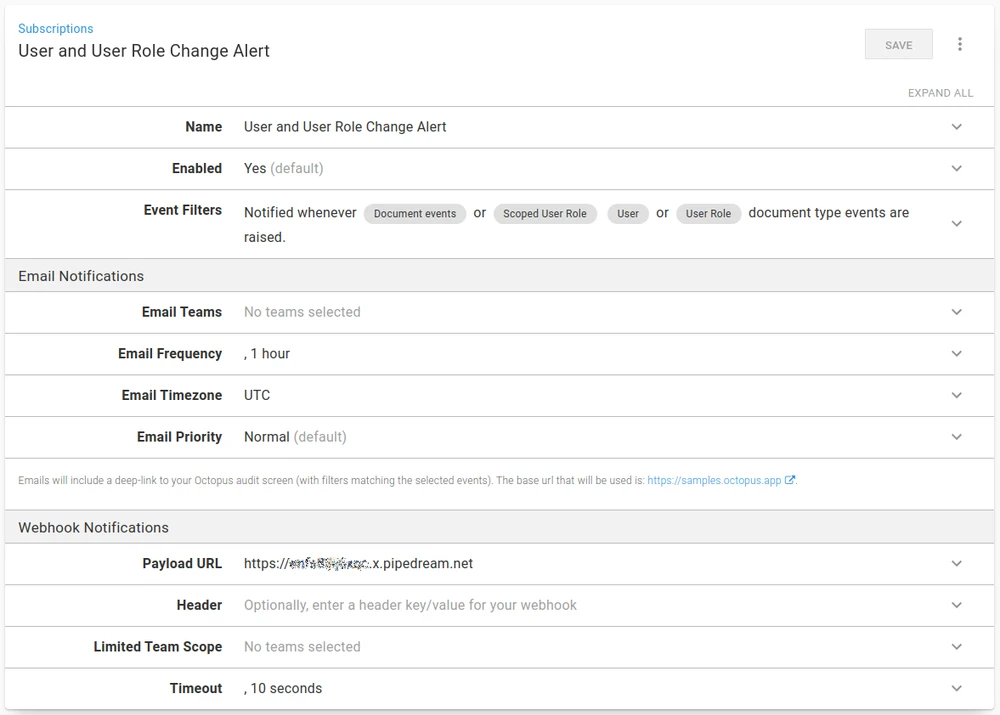 Subscriptions
User and User Role Change Alert
SAVE
EXPAND ALL
Name User and User Role Change Alert
Enabled Yes (default)
Event Filters Notified whenever Document events or Scoped User Role User or User Role document type events are
raised.
Email Notifications
Email Teams No teams selected
Email Frequency , 1 hour
Email Timezone UTC
Email Priority Normal (default)
Emails will include a deep-link to your Octopus audit screen (with filters matching the selected events). The base url that will be used is: https://samples.octopus.app.
Webhook Notifications
Payload URL https:// .x.pipedream.net
Header Optionally, enter a header key/value for your webhook
Limited Team Scope No teams selected
Timeout , 10 seconds